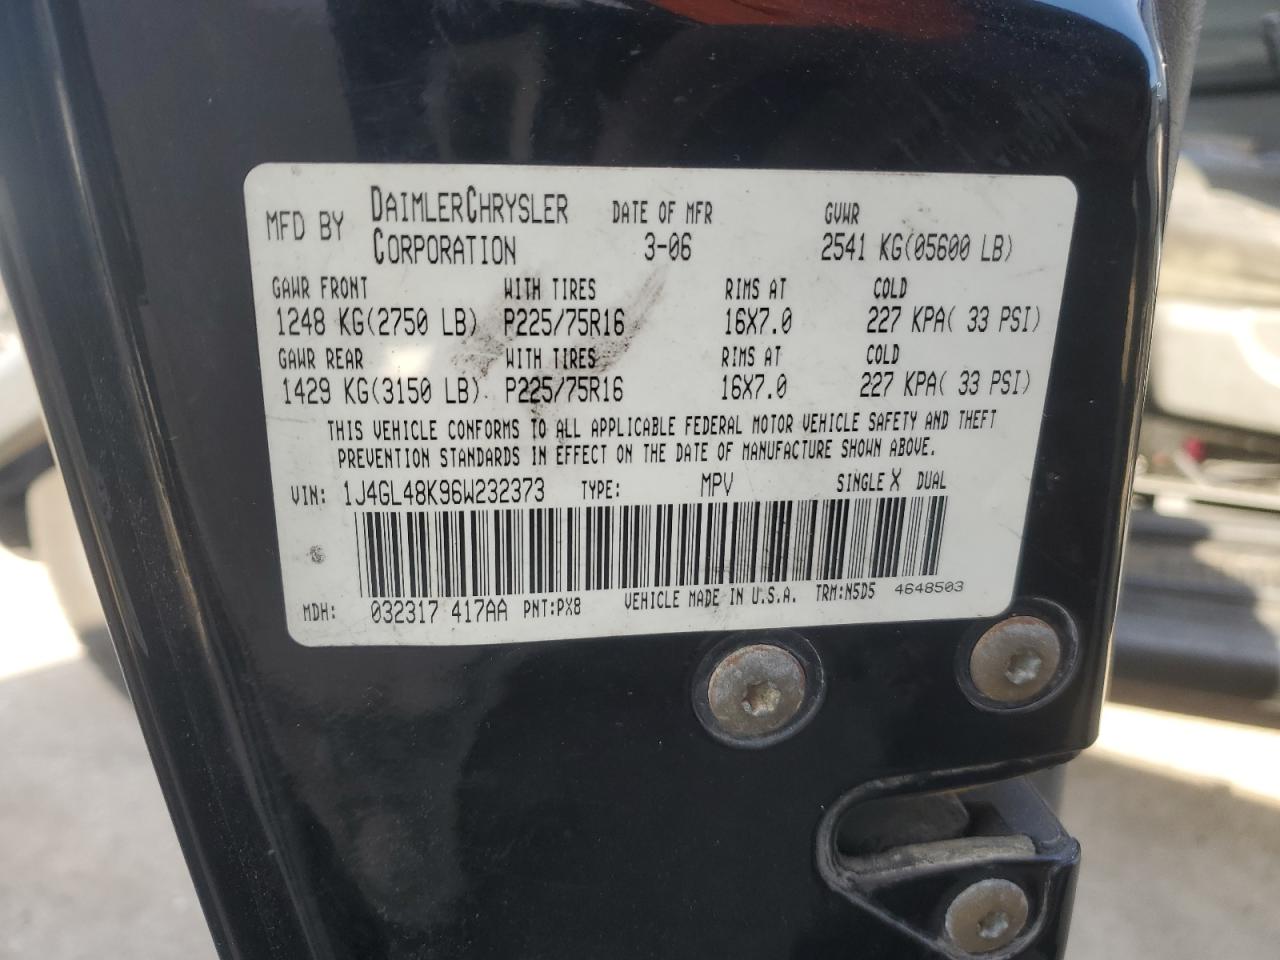 MFD BY DAIMLERCHRYSLER CORPORATION DATE OF MFR 3-06 GVWR 2541 KG(05600 LB)
GAWR FRONT WITH TIRES RIMS AT COLD
1248 KG(2750 LB) P225/75R16 16X7.0 227 KPA( 33 PSI)
GAWR REAR WITH TIRES RIMS AT COLD
1429 KG(3150 LB) P225/75R16 16X7.0 227 KPA( 33 PSI)
THIS VEHICLE CONFORMS TO ALL APPLICABLE FEDERAL MOTOR VEHICLE SAFETY AND THEFT
PREVENTION STANDARDS IN EFFECT ON THE DATE OF MANUFACTURE SHOWN ABOVE.
VIN: 1J4GL48K96W232373 TYPE: MPV SINGLE X DUAL
MDH: 032317 417AA PNT:PX8 VEHICLE MADE IN U.S.A. TRM:N5D5 4648503